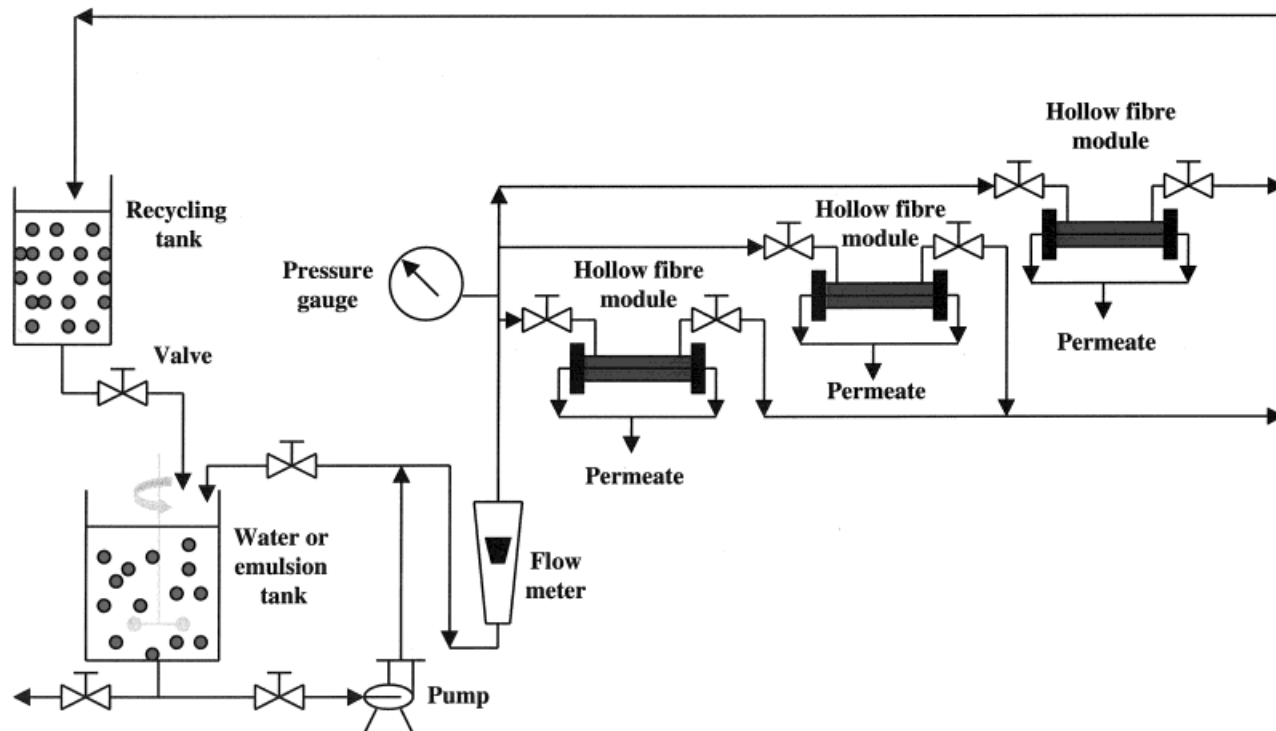 Hollow fibre
module
Recycling
tank
Hollow fibre
module
Pressure
gauge
Hollow fibre
module
Permeate
Valve
Permeate
Permeate
Water or
emulsion
tank
Flow
meter
Pump